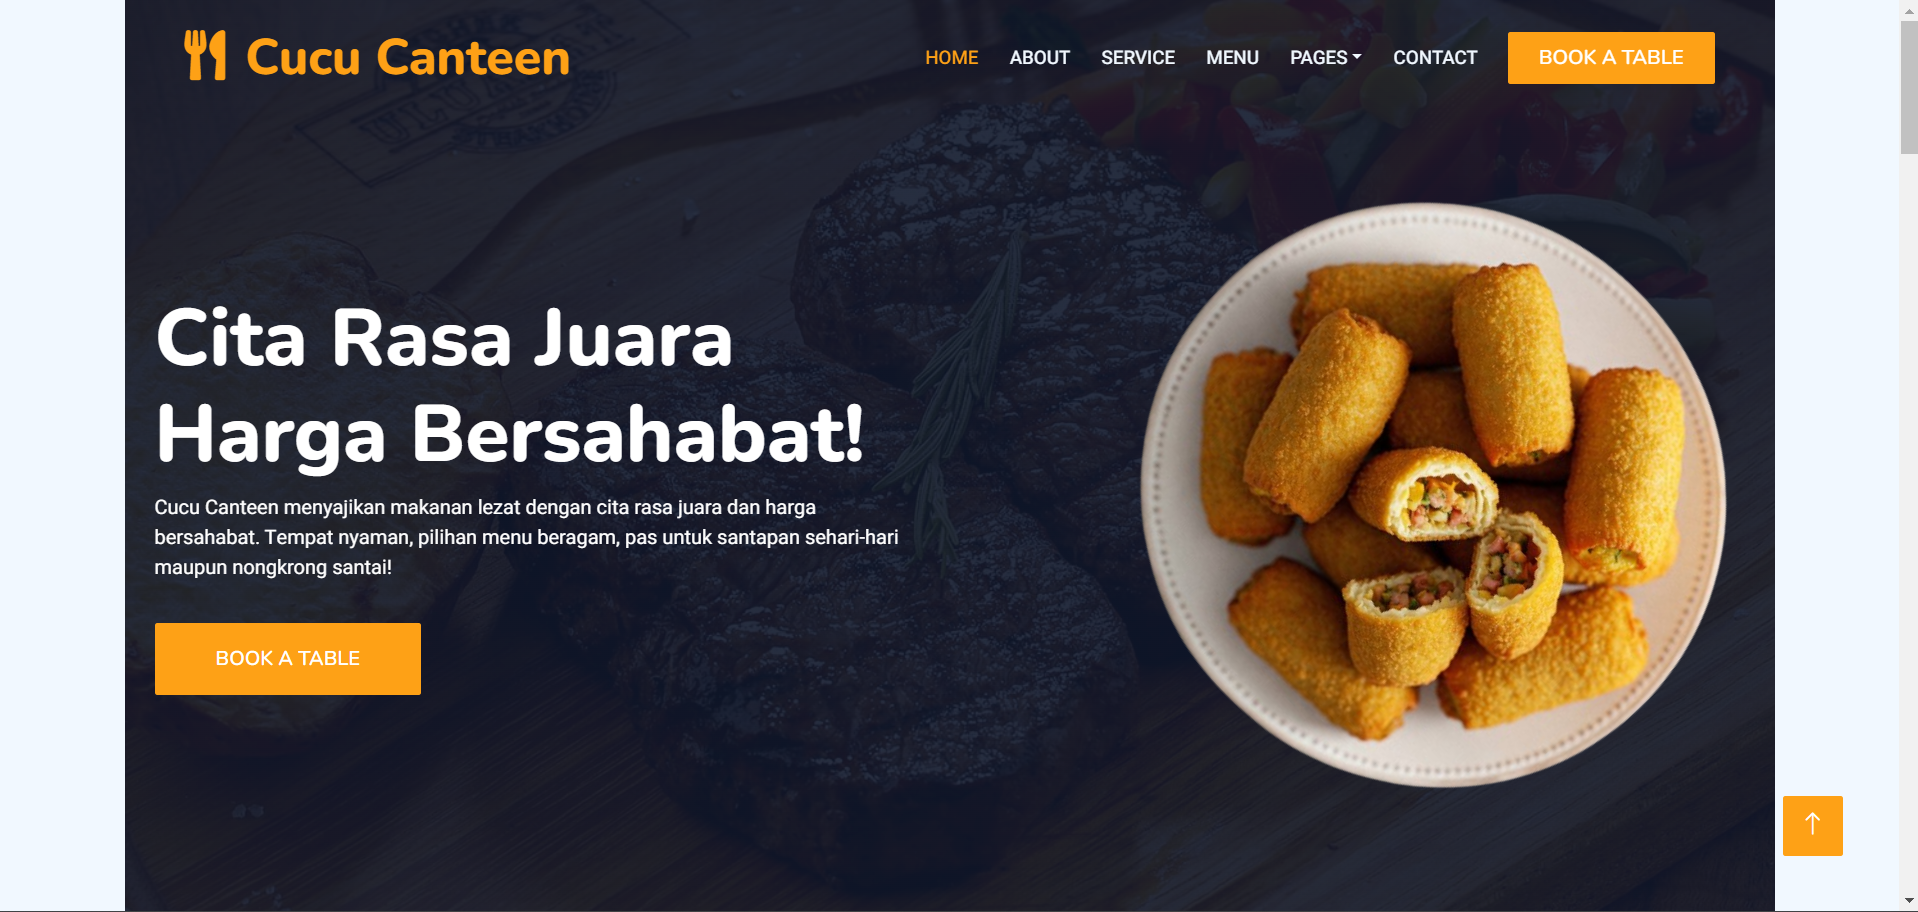 Cucu Canteen
HOME ABOUT SERVICE MENU PAGES CONTACT BOOK A TABLE
Cita Rasa Juara
Harga Bersahabat!
Cucu Canteen menyajikan makanan lezat dengan cita rasa juara dan harga
bersahabat. Tempat nyaman, pilihan menu beragam, pas untuk santapan sehari-hari
maupun nongkrong santai!
BOOK A TABLE